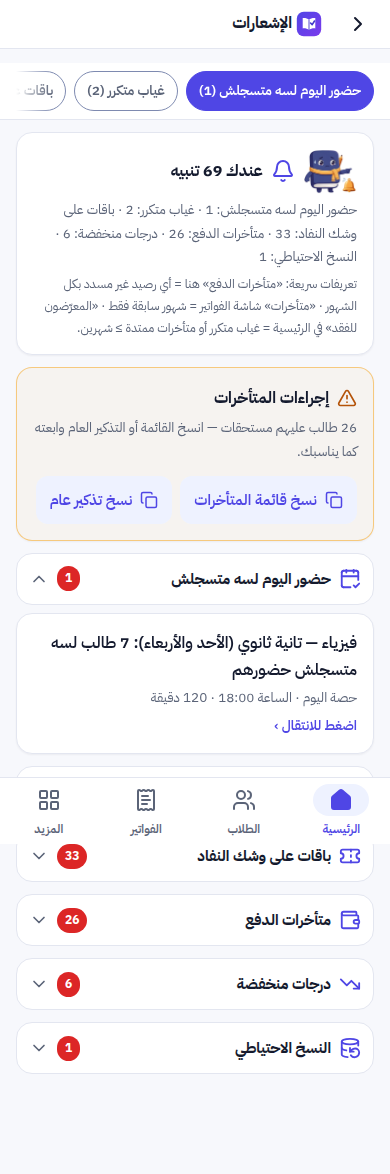 الإشعارات
حضور اليوم لسه متسجلش (1)
غياب متكرر (2)
باقات
عندك 69 تنبيه
حضور اليوم لسه متسجلش: 1 · غياب متكرر: 2 · باقات على
وشك النفاد: 33 · متأخرات الدفع: 26 · درجات منخفضة: 6 ·
النسخ الاحتياطي: 1
تعريفات سريعة: «متأخرات الدفع» هنا = أي رصيد غير مسدد بكل
الشهور · «متأخرات» شاشة الفواتير = شهور سابقة فقط · «المعرّضون
للفقد» في الرئيسية = غياب متكرر أو متأخرات ممتدة ≥ شهرين.
إجراءات المتأخرات
26 طالب عليهم مستحقات — انسخ القائمة أو التذكير العام وابعته
كما يناسبك.
نسخ قائمة المتأخرات
نسخ تذكير عام
حضور اليوم لسه متسجلش
1
فيزياء — تانية ثانوي (الأحد والأربعاء): 7 طالب لسه
متسجلش حضورهم
حصة اليوم · الساعة 18:00 · 120 دقيقة
اضغط للانتقال ›
الرئيسية
الطلاب
الفواتير
المزيد
باقات على وشك النفاد
33
متأخرات الدفع
26
درجات منخفضة
6
النسخ الاحتياطي
1